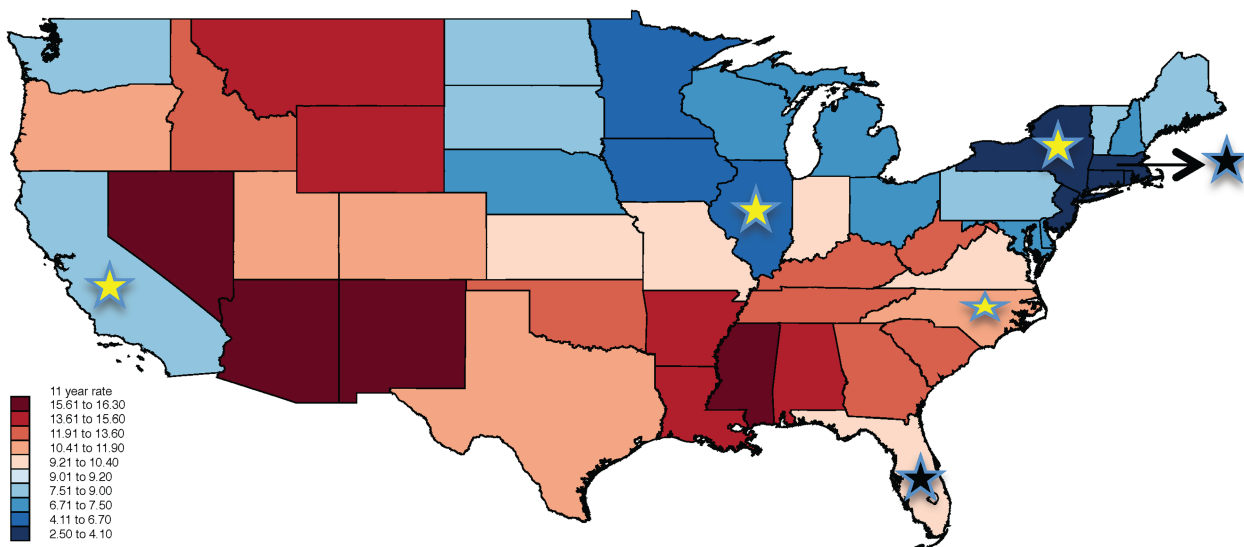 11 year rate
15.61 to 16.30
13.61 to 15.60
11.91 to 13.60
10.41 to 11.90
9.21 to 10.40
9.01 to 9.20
7.51 to 9.00
6.71 to 7.50
4.11 to 6.70
2.50 to 4.10